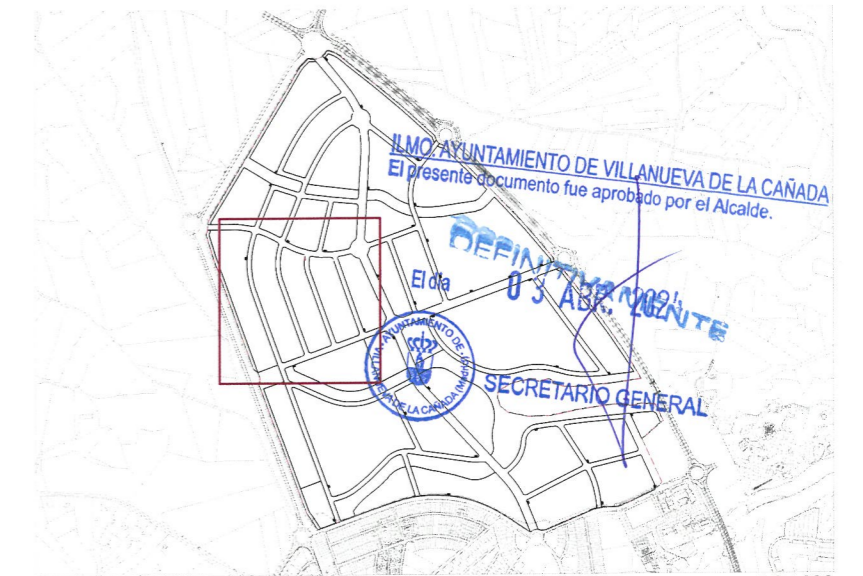 ILMO. AYUNTAMIENTO DE VILLANUEVA DE LA CAÑADA
El presente documento fue aprobado por el Alcalde.
DEFINITIVAMENTE
El día
03 ABR.
AYUNTAMIENTO DE VILLANUEVA DE LA CAÑADA (Madrid)
SECRETARIO GENERAL